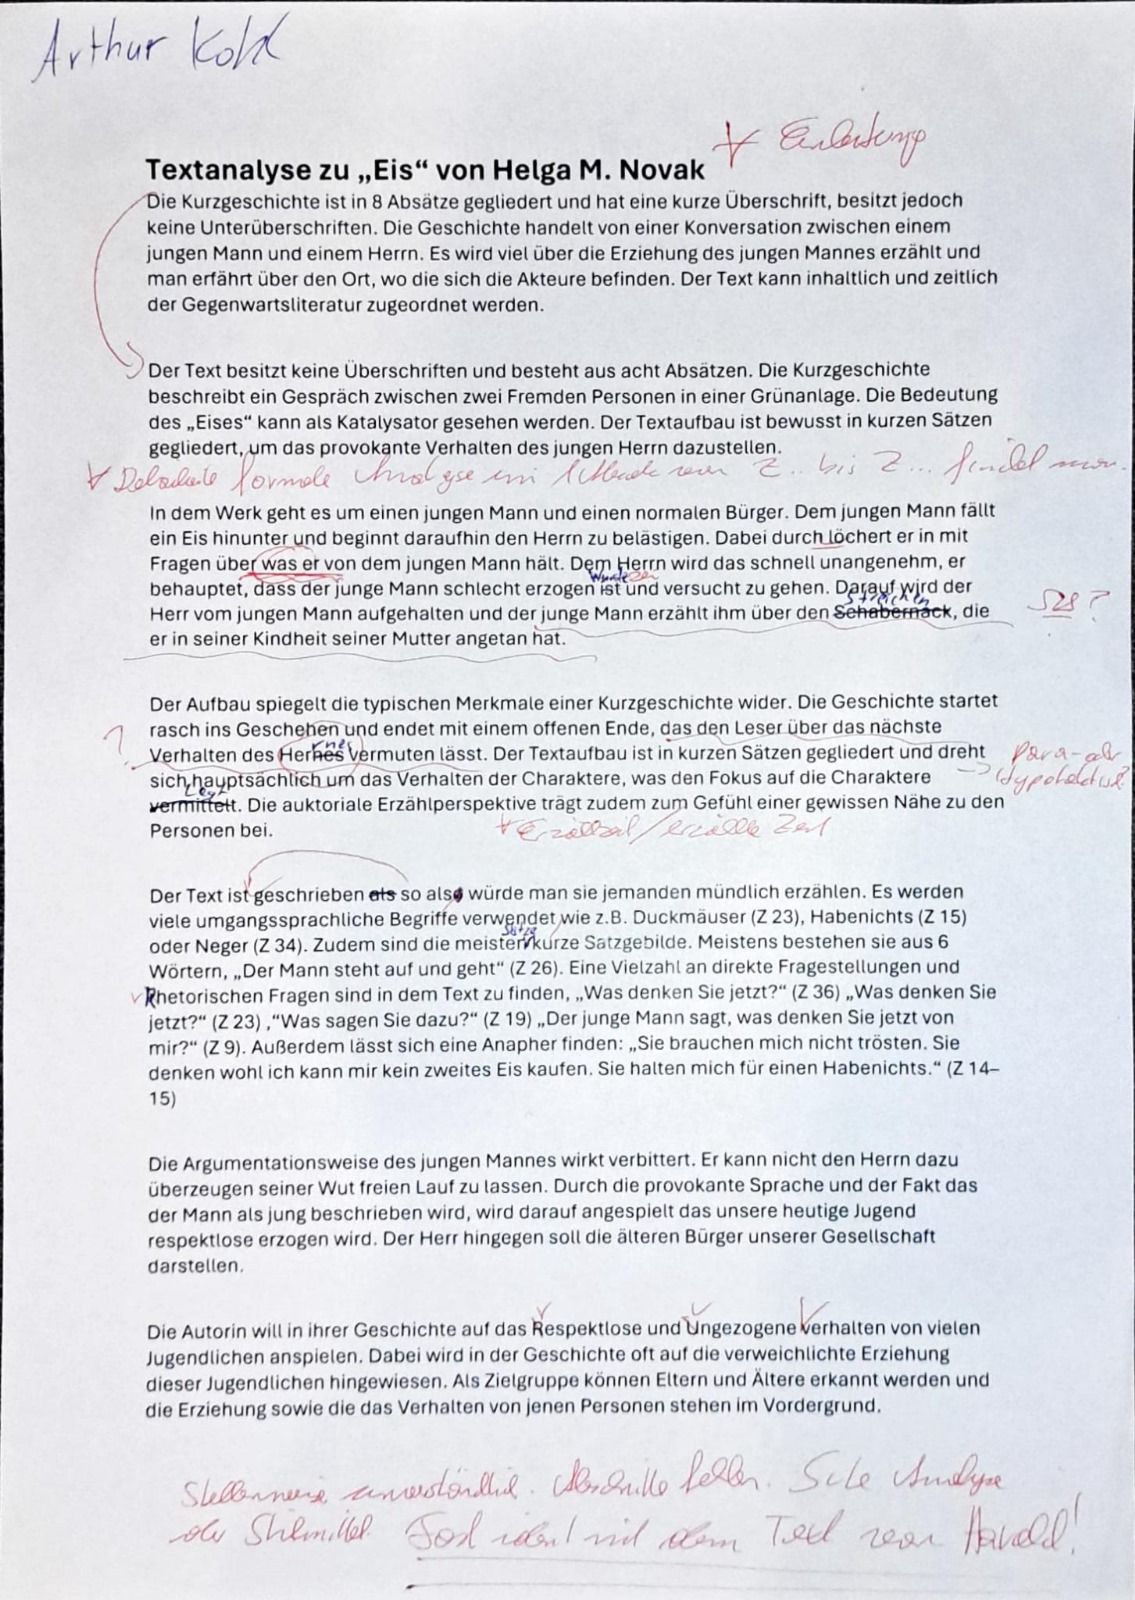 Arthur Kohl
√ Einleitung
Textanalyse zu „Eis“ von Helga M. Novak
Die Kurzgeschichte ist in 8 Absätze gegliedert und hat eine kurze Überschrift, besitzt jedoch
keine Unterüberschriften. Die Geschichte handelt von einer Konversation zwischen einem
jungen Mann und einem Herrn. Es wird viel über die Erziehung des jungen Mannes erzählt und
man erfährt über den Ort, wo die sich die Akteure befinden. Der Text kann inhaltlich und zeitlich
der Gegenwartsliteratur zugeordnet werden.
Der Text besitzt keine Überschriften und besteht aus acht Absätzen. Die Kurzgeschichte
beschreibt ein Gespräch zwischen zwei Fremden Personen in einer Grünanlage. Die Bedeutung
des „Eises“ kann als Katalysator gesehen werden. Der Textaufbau ist bewusst in kurzen Sätzen
gegliedert, um das provokante Verhalten des jungen Herrn dazustellen.
√ Detaillierte formale Analyse von Z.. bis Z... findet man.
In dem Werk geht es um einen jungen Mann und einen normalen Bürger. Dem jungen Mann fällt
ein Eis hinunter und beginnt daraufhin den Herrn zu belästigen. Dabei durch löchert er in mit
Fragen über was er von dem jungen Mann hält. Dem Herrn wird das schnell unangenehm, er
wurde
behauptet, dass der junge Mann schlecht erzogen ist und versucht zu gehen. Darauf wird der
Streichen
Herr vom jungen Mann aufgehalten und der junge Mann erzählt ihm über den Schabernack, die
S28?
er in seiner Kindheit seiner Mutter angetan hat.
Der Aufbau spiegelt die typischen Merkmale einer Kurzgeschichte wider. Die Geschichte startet
rasch ins Geschehen und endet mit einem offenen Ende, das den Leser über das nächste
?
Verhalten des Hernes vermuten lässt. Der Textaufbau ist in kurzen Sätzen gegliedert und dreht
Para- oder
sich hauptsächlich um das Verhalten der Charaktere, was den Fokus auf die Charaktere
Hypotaktisch?
legt
vermittelt. Die auktoriale Erzählperspektive trägt zudem zum Gefühl einer gewissen Nähe zu den
Personen bei.
√ Erzählzeit/erzählte Zeit
Der Text ist geschrieben als so also würde man sie jemanden mündlich erzählen. Es werden
viele umgangssprachliche Begriffe verwendet wie z.B. Duckmäuser (Z 23), Habenichts (Z 15)
Sätze
oder Neger (Z 34). Zudem sind die meisten kurze Satzgebilde. Meistens bestehen sie aus 6
Wörtern, „Der Mann steht auf und geht“ (Z 26). Eine Vielzahl an direkte Fragestellungen und
Rhetorischen Fragen sind in dem Text zu finden, „Was denken Sie jetzt?“ (Z 36) „Was denken Sie
jetzt?“ (Z 23) ,“Was sagen Sie dazu?“ (Z 19) „Der junge Mann sagt, was denken Sie jetzt von
mir?“ (Z 9). Außerdem lässt sich eine Anapher finden: „Sie brauchen mich nicht trösten. Sie
denken wohl ich kann mir kein zweites Eis kaufen. Sie halten mich für einen Habenichts.“ (Z 14–
15)
Die Argumentationsweise des jungen Mannes wirkt verbittert. Er kann nicht den Herrn dazu
überzeugen seiner Wut freien Lauf zu lassen. Durch die provokante Sprache und der Fakt das
der Mann als jung beschrieben wird, wird darauf angespielt das unsere heutige Jugend
respektlose erzogen wird. Der Herr hingegen soll die älteren Bürger unserer Gesellschaft
darstellen.
Die Autorin will in ihrer Geschichte auf das Respektlose und Ungezogene verhalten von vielen
Jugendlichen anspielen. Dabei wird in der Geschichte oft auf die verweichlichte Erziehung
dieser Jugendlichen hingewiesen. Als Zielgruppe können Eltern und Ältere erkannt werden und
die Erziehung sowie die das Verhalten von jenen Personen stehen im Vordergrund.
Stellenweise unverständlich. Abschnitte fehlen. Gute Analyse
der Stilmittel. Fast ident mit dem Text von Harald!